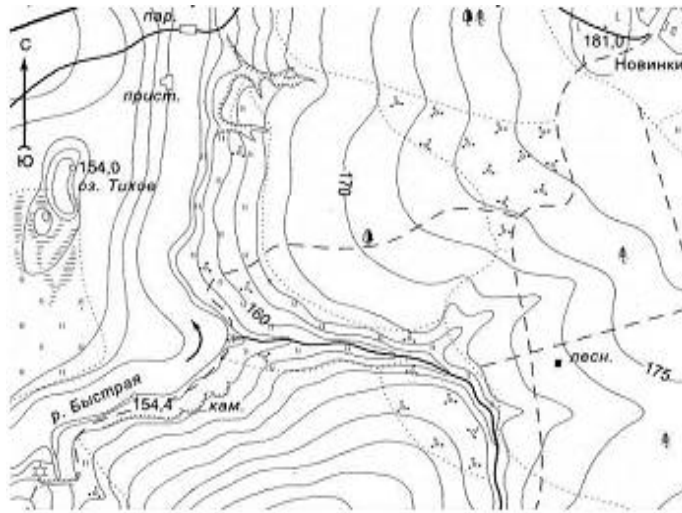 пар.
С
181,0
Новинки
прист.
154,0
оз. Тихое
Ю
170
160
лесн.
175
р. Быстрая
154,4
кам.